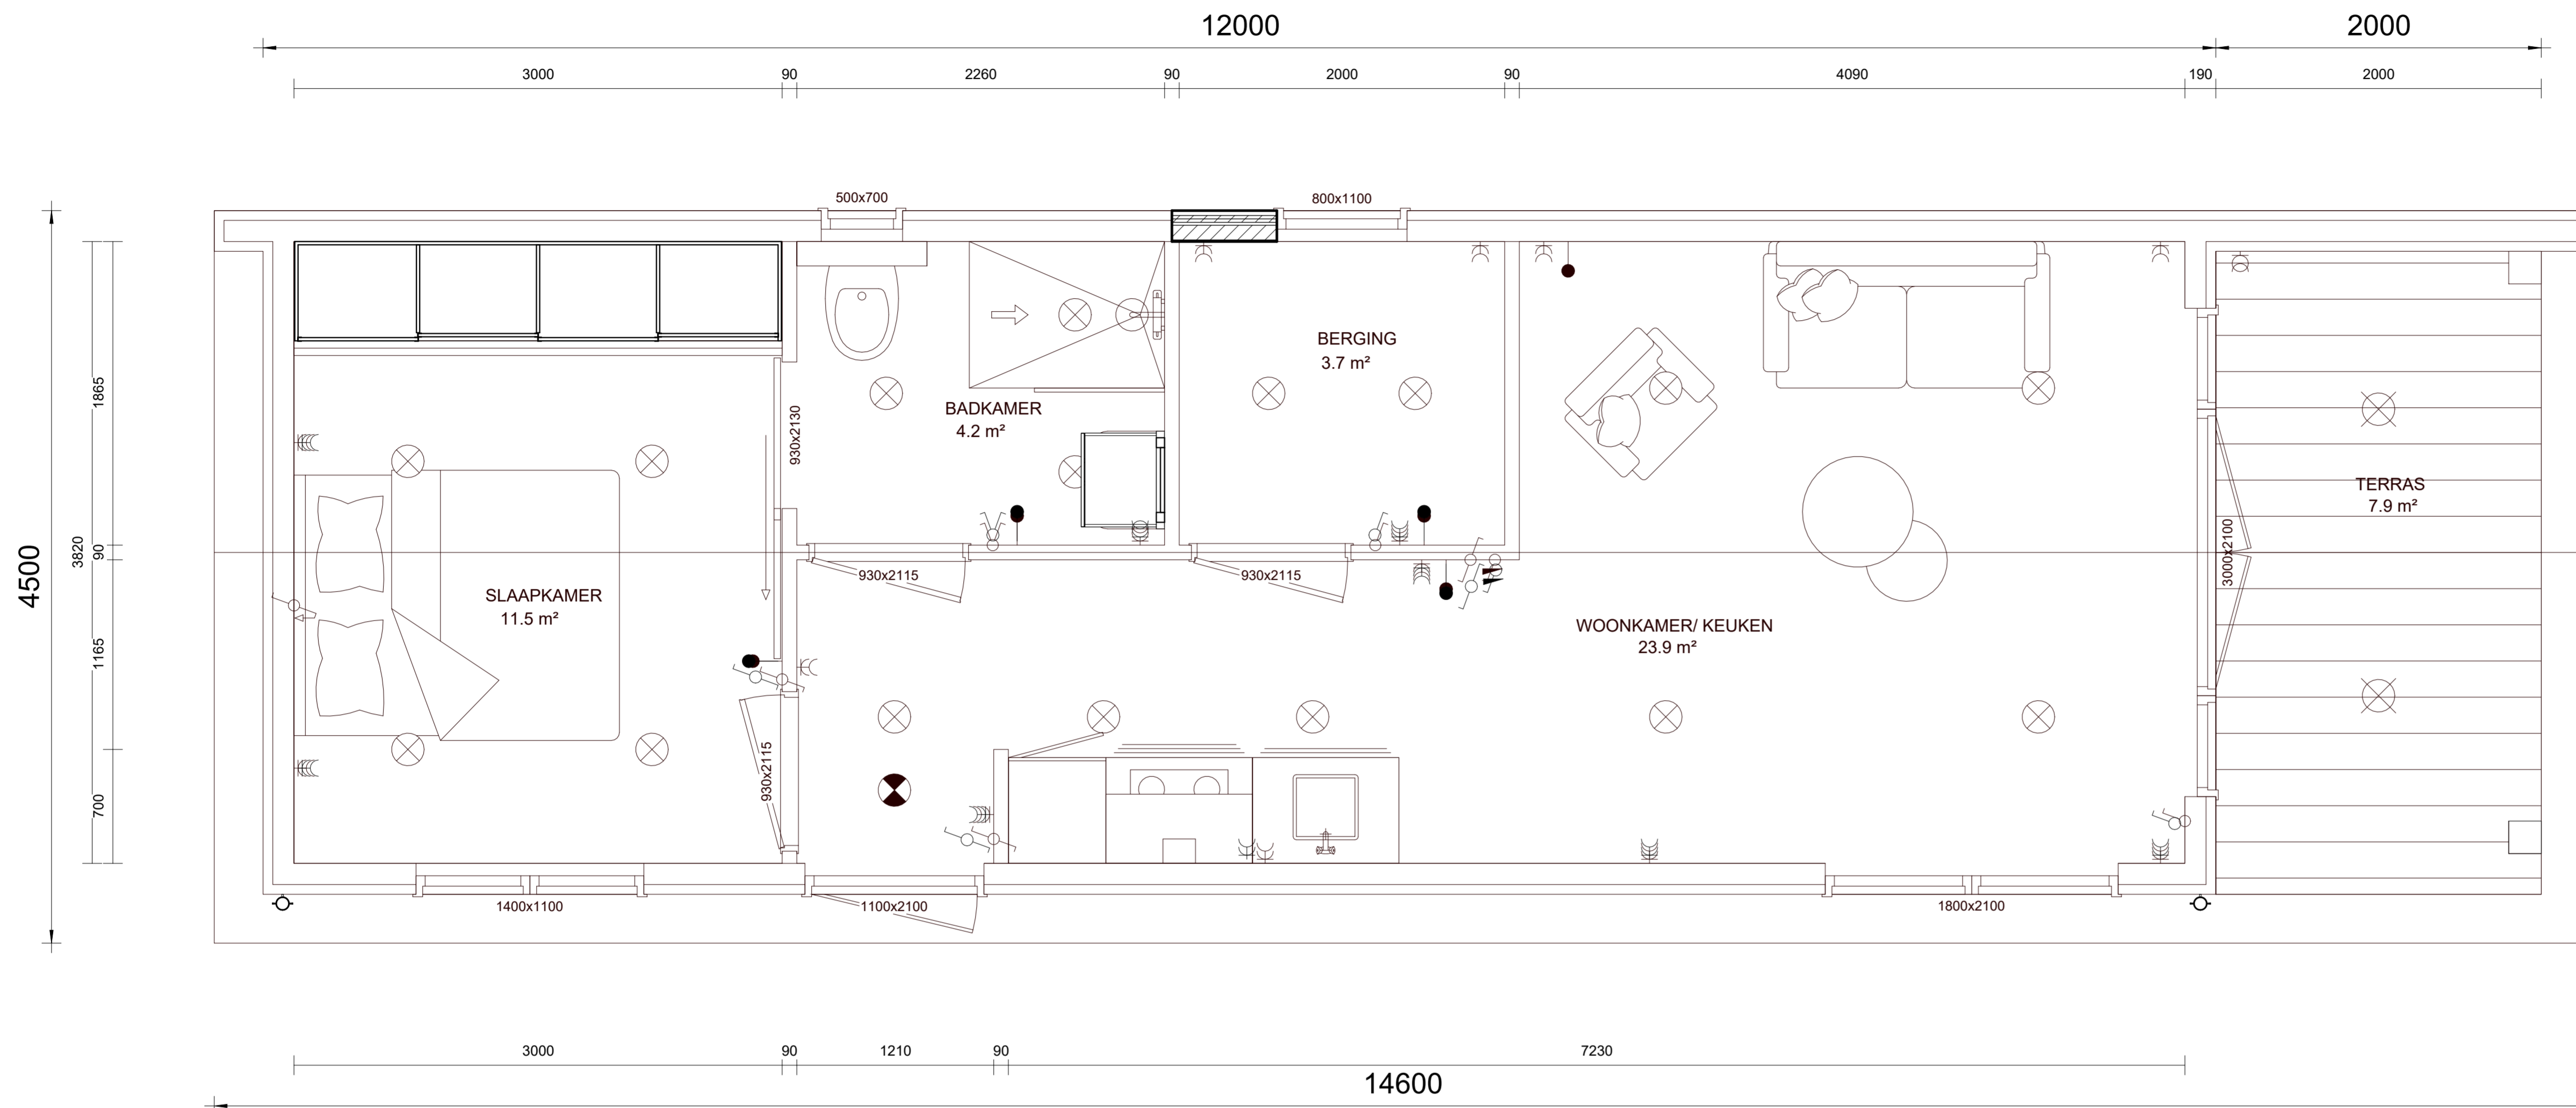 12000
2000
3000
90
2260
90
2000
90
4090
190
2000
500x700
800x1100
4500
3820
1865
90
1165
700
930x2130
BADKAMER
4.2 m²
BERGING
3.7 m²
TERRAS
7.9 m²
3000x2100
930x2115
930x2115
SLAAPKAMER
11.5 m²
WOONKAMER/ KEUKEN
23.9 m²
930x2115
1400x1100
1100x2100
1800x2100
3000
90
1210
90
7230
14600